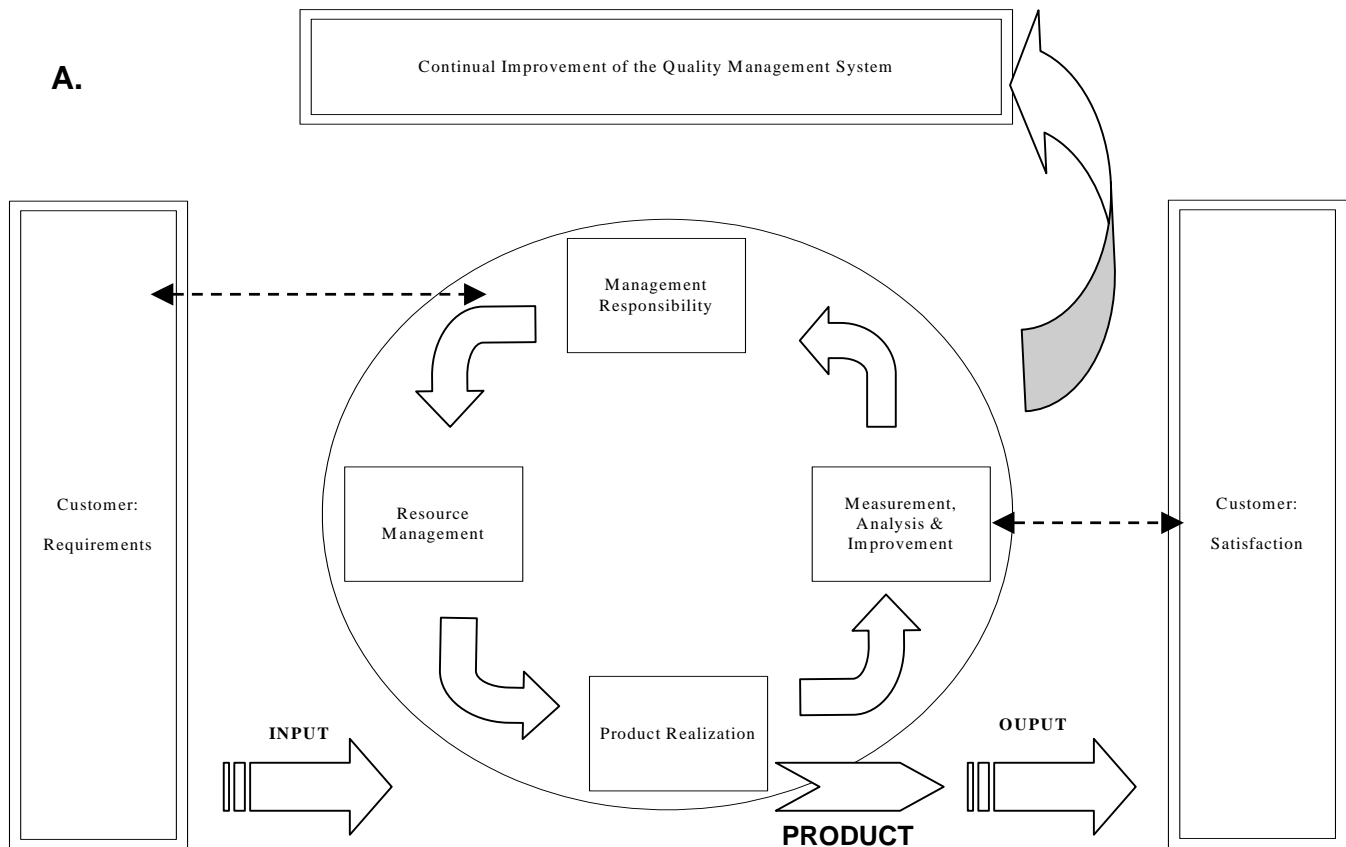 Continual Improvement of the Quality Management System
A.
Management
Responsibility
Customer:
Requirements
Resource
Management
Measurement,
Analysis &
Improvement
Customer:
Satisfaction
Product Realization
INPUT
OUPUT
PRODUCT